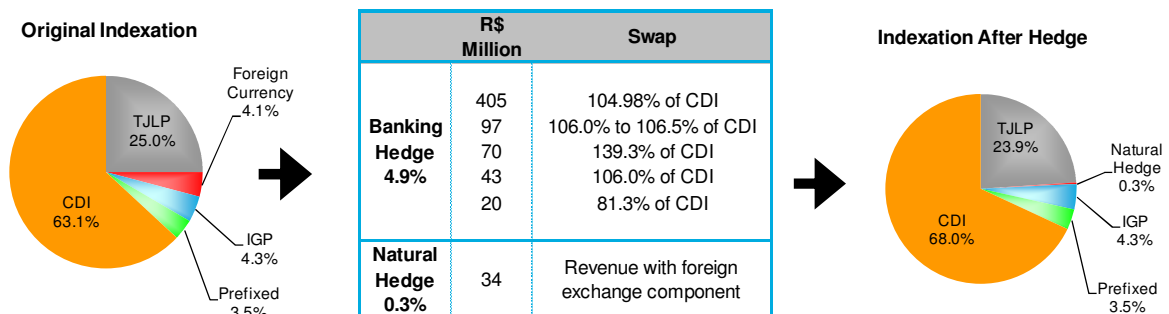 Original Indexation
Foreign
Currency
4.1%
TJLP
25.0%
CDI
63.1%
IGP
4.3%
Prefixed
3.5%
R$
Million
Swap
Banking
Hedge
4.9%
405 104.98% of CDI
97 106.0% to 106.5% of CDI
70 139.3% of CDI
43 106.0% of CDI
20 81.3% of CDI
Natural
Hedge
0.3%
34
Revenue with foreign
exchange component
Indexation After Hedge
TJLP
23.9%
Natural
Hedge
0.3%
CDI
68.0%
IGP
4.3%
Prefixed
3.5%